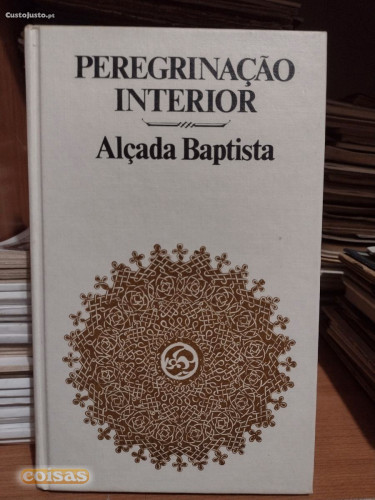 CustoJusto.pt
PEREGRINAÇÃO
INTERIOR
Alçada Baptista
coisas